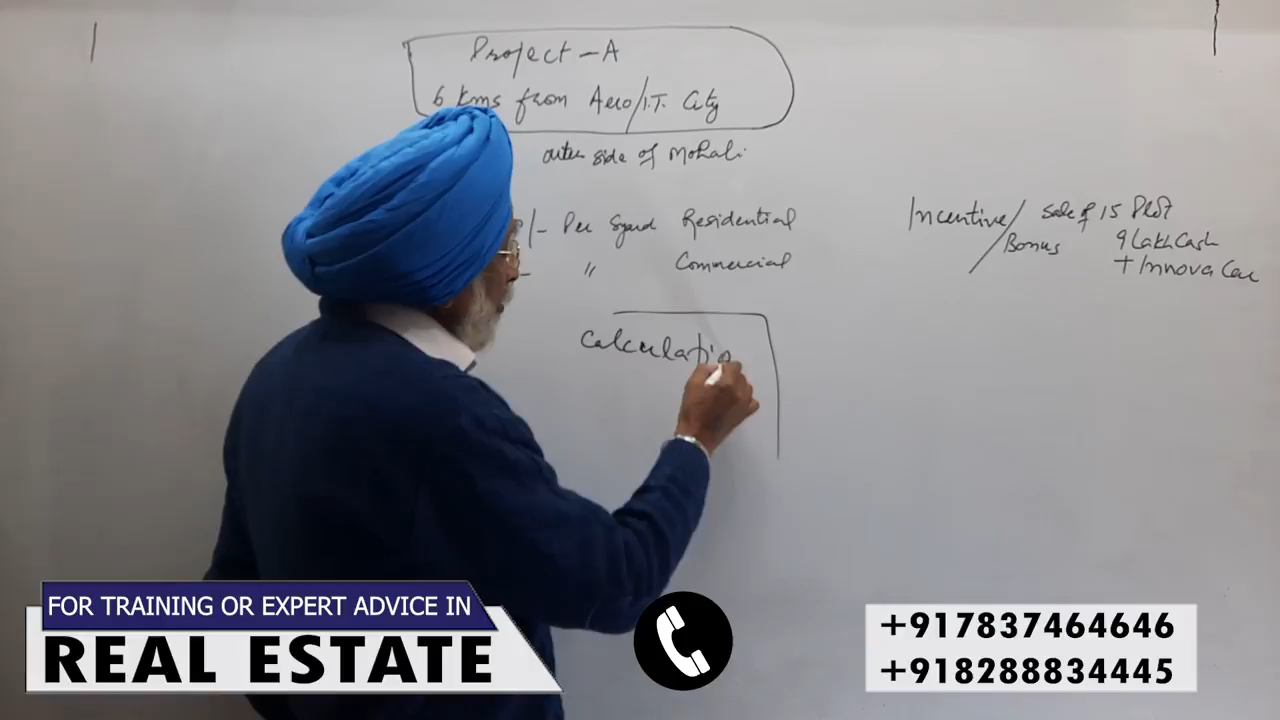 Project - A
6 Kms from Aero/I.T. City
outer side of Mohali
/- Per Syard Residential
- " Commercial
Incentive/Bonus
Sale of 15 Plot
9 Lakh Cash
+ Innova Car
Calculatio
FOR TRAINING OR EXPERT ADVICE IN
REAL ESTATE
+917837464646
+918288834445